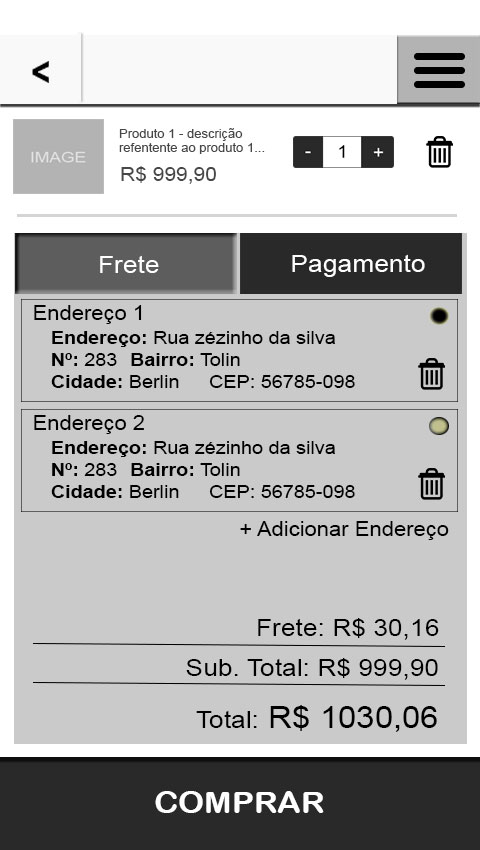 <
IMAGE
Produto 1 - descrição
refentente ao produto 1...
R$ 999,90
- 1 +
Frete
Pagamento
Endereço 1
Endereço: Rua zézinho da silva
Nº: 283 Bairro: Tolin
Cidade: Berlin CEP: 56785-098
Endereço 2
Endereço: Rua zézinho da silva
Nº: 283 Bairro: Tolin
Cidade: Berlin CEP: 56785-098
+ Adicionar Endereço
Frete: R$ 30,16
Sub. Total: R$ 999,90
Total: R$ 1030,06
COMPRAR